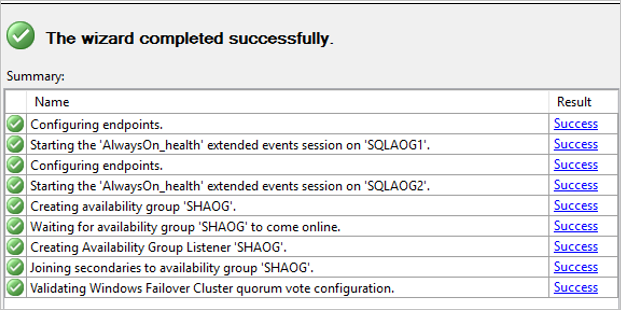 The wizard completed successfully.
Summary:
Name Result
Configuring endpoints. Success
Starting the 'AlwaysOn_health' extended events session on 'SQLAOG1'. Success
Configuring endpoints. Success
Starting the 'AlwaysOn_health' extended events session on 'SQLAOG2'. Success
Creating availability group 'SHAOG'. Success
Waiting for availability group 'SHAOG' to come online. Success
Creating Availability Group Listener 'SHAOG'. Success
Joining secondaries to availability group 'SHAOG'. Success
Validating Windows Failover Cluster quorum vote configuration. Success